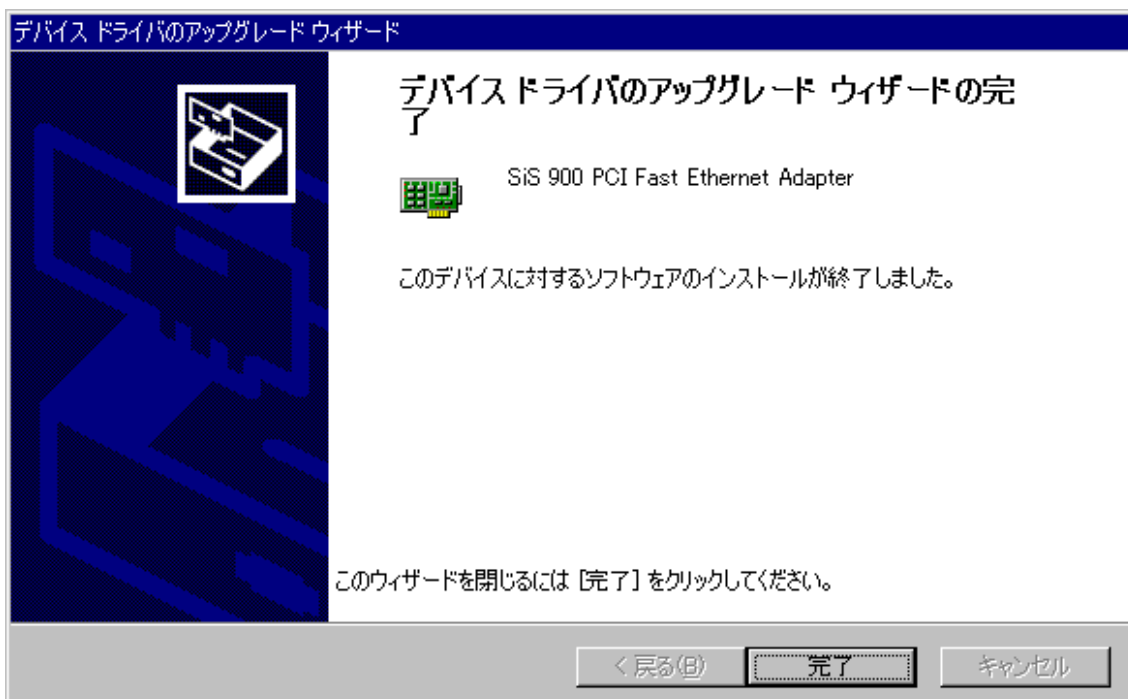 デバイス ドライバのアップグレード ウィザード
デバイス ドライバのアップグレード ウィザードの完
了
SiS 900 PCI Fast Ethernet Adapter
このデバイスに対するソフトウェアのインストールが終了しました。
このウィザードを閉じるには [完了] をクリックしてください。
< 戻る(B) 完了 キャンセル